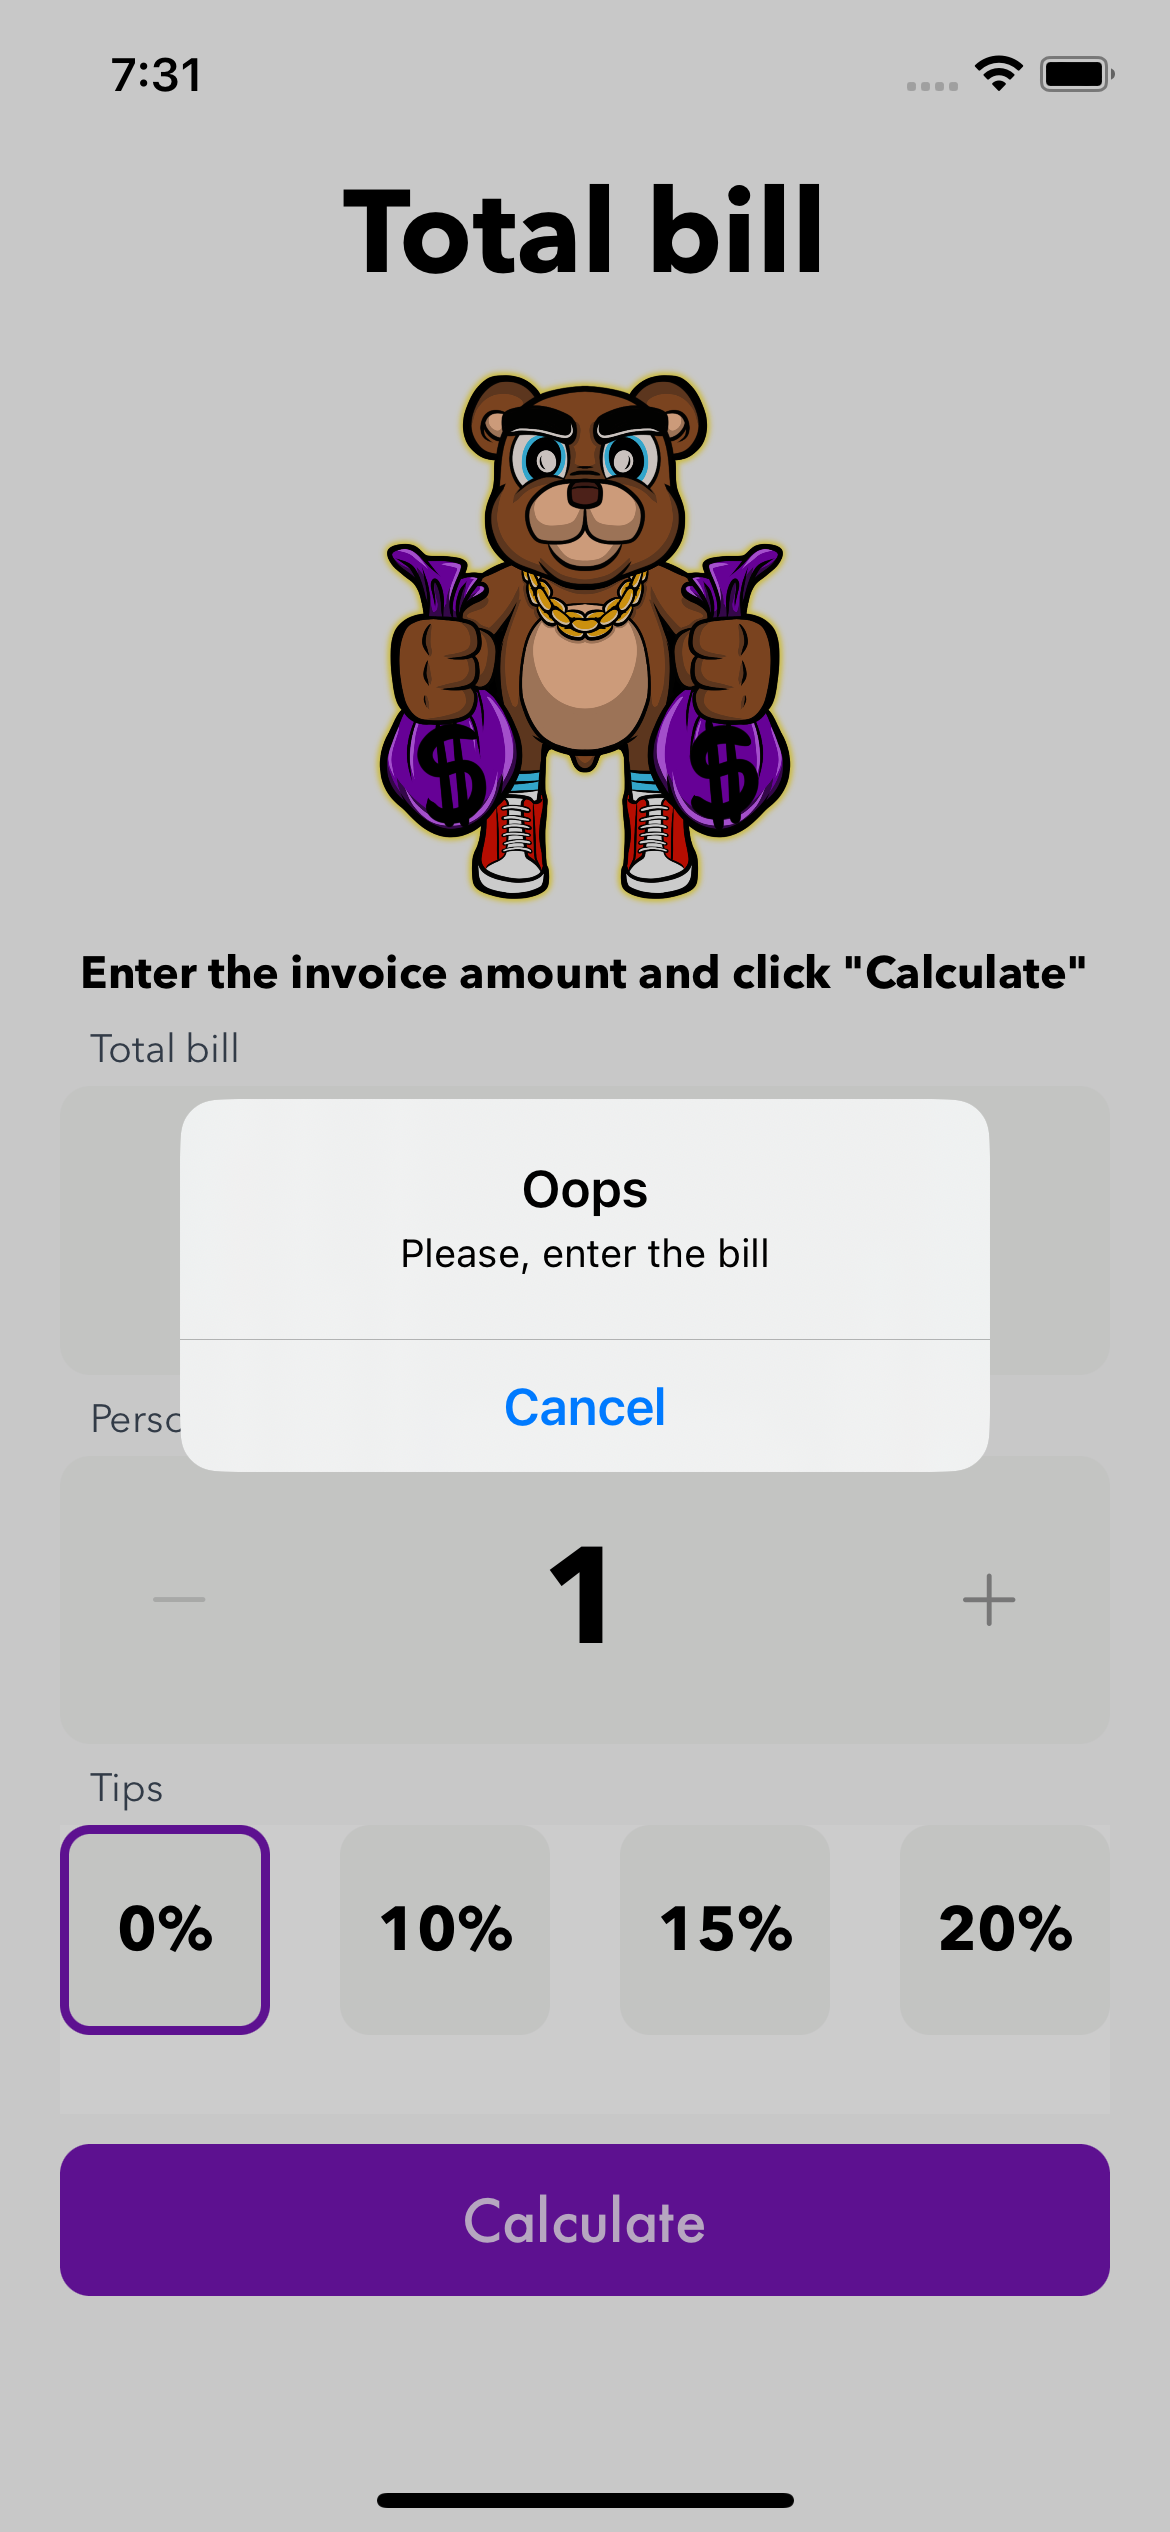 7:31
Total bill
$ $
Enter the invoice amount and click "Calculate"
Total bill
Oops
Please, enter the bill
Cancel
1
Tips
0% 10% 15% 20%
Calculate